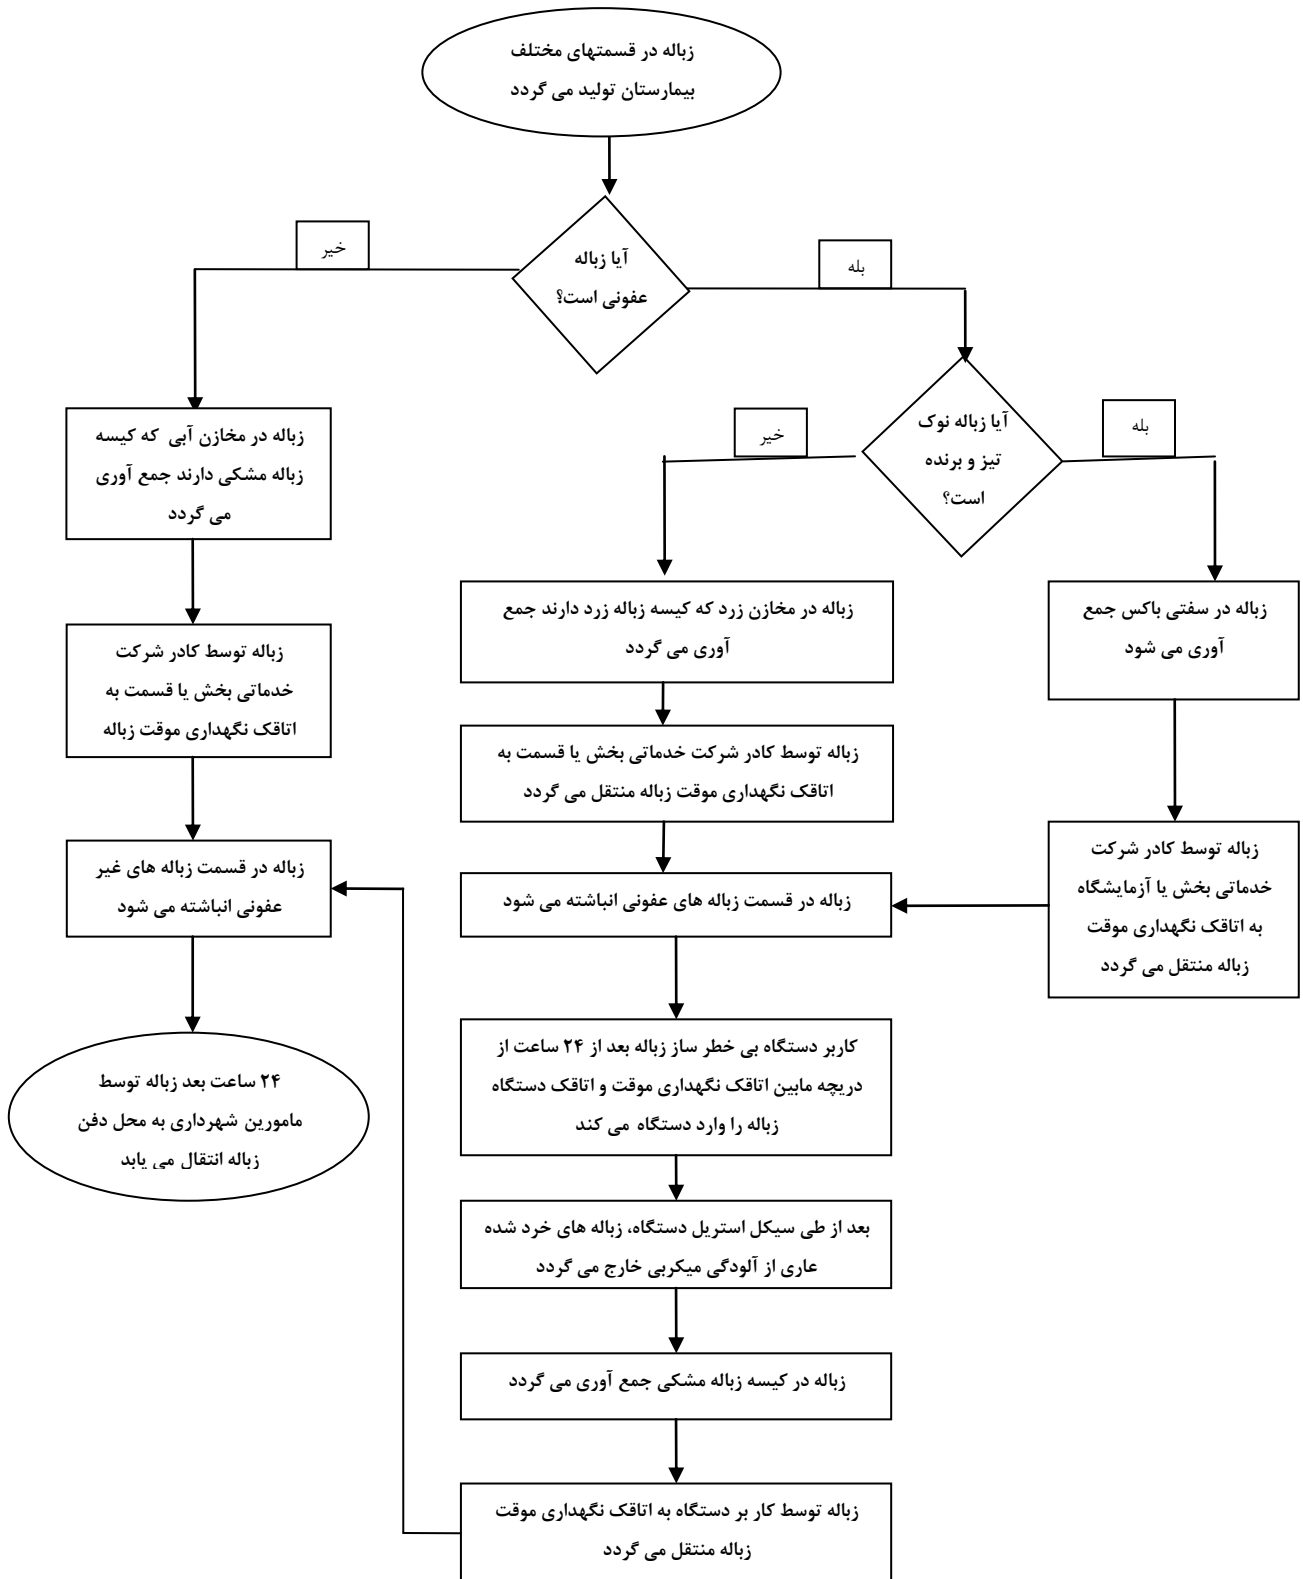 زباله در قسمتهای مختلف
بیمارستان تولید می گردد
آیا زباله
عفونی است؟
خیر
بله
زباله در مخازن آبی که کیسه
زباله مشکی دارند جمع آوری
می گردد
زباله توسط کادر شرکت
خدماتی بخش یا قسمت به
اتاقک نگهداری موقت زباله
زباله در قسمت زباله های غیر
عفونی انباشته می شود
۲۴ ساعت بعد زباله توسط
مامورین شهرداری به محل دفن
زباله انتقال می یابد
آیا زباله نوک
تیز و برنده
است؟
خیر
بله
زباله در مخازن زرد که کیسه زباله زرد دارند جمع
آوری می گردد
زباله توسط کادر شرکت خدماتی بخش یا قسمت به
اتاقک نگهداری موقت زباله منتقل می گردد
زباله در قسمت زباله های عفونی انباشته می شود
زباله در سفتی باکس جمع
آوری می شود
زباله توسط کادر شرکت
خدماتی بخش یا آزمایشگاه
به اتاقک نگهداری موقت
زباله منتقل می گردد
کاربر دستگاه بی خطر ساز زباله بعد از ۲۴ ساعت از
دریچه مابین اتاقک نگهداری موقت و اتاقک دستگاه
زباله را وارد دستگاه می کند
بعد از طی سیکل استریل دستگاه، زباله های خرد شده
عاری از آلودگی میکربی خارج می گردد
زباله در کیسه زباله مشکی جمع آوری می گردد
زباله توسط کار بر دستگاه به اتاقک نگهداری موقت
زباله منتقل می گردد